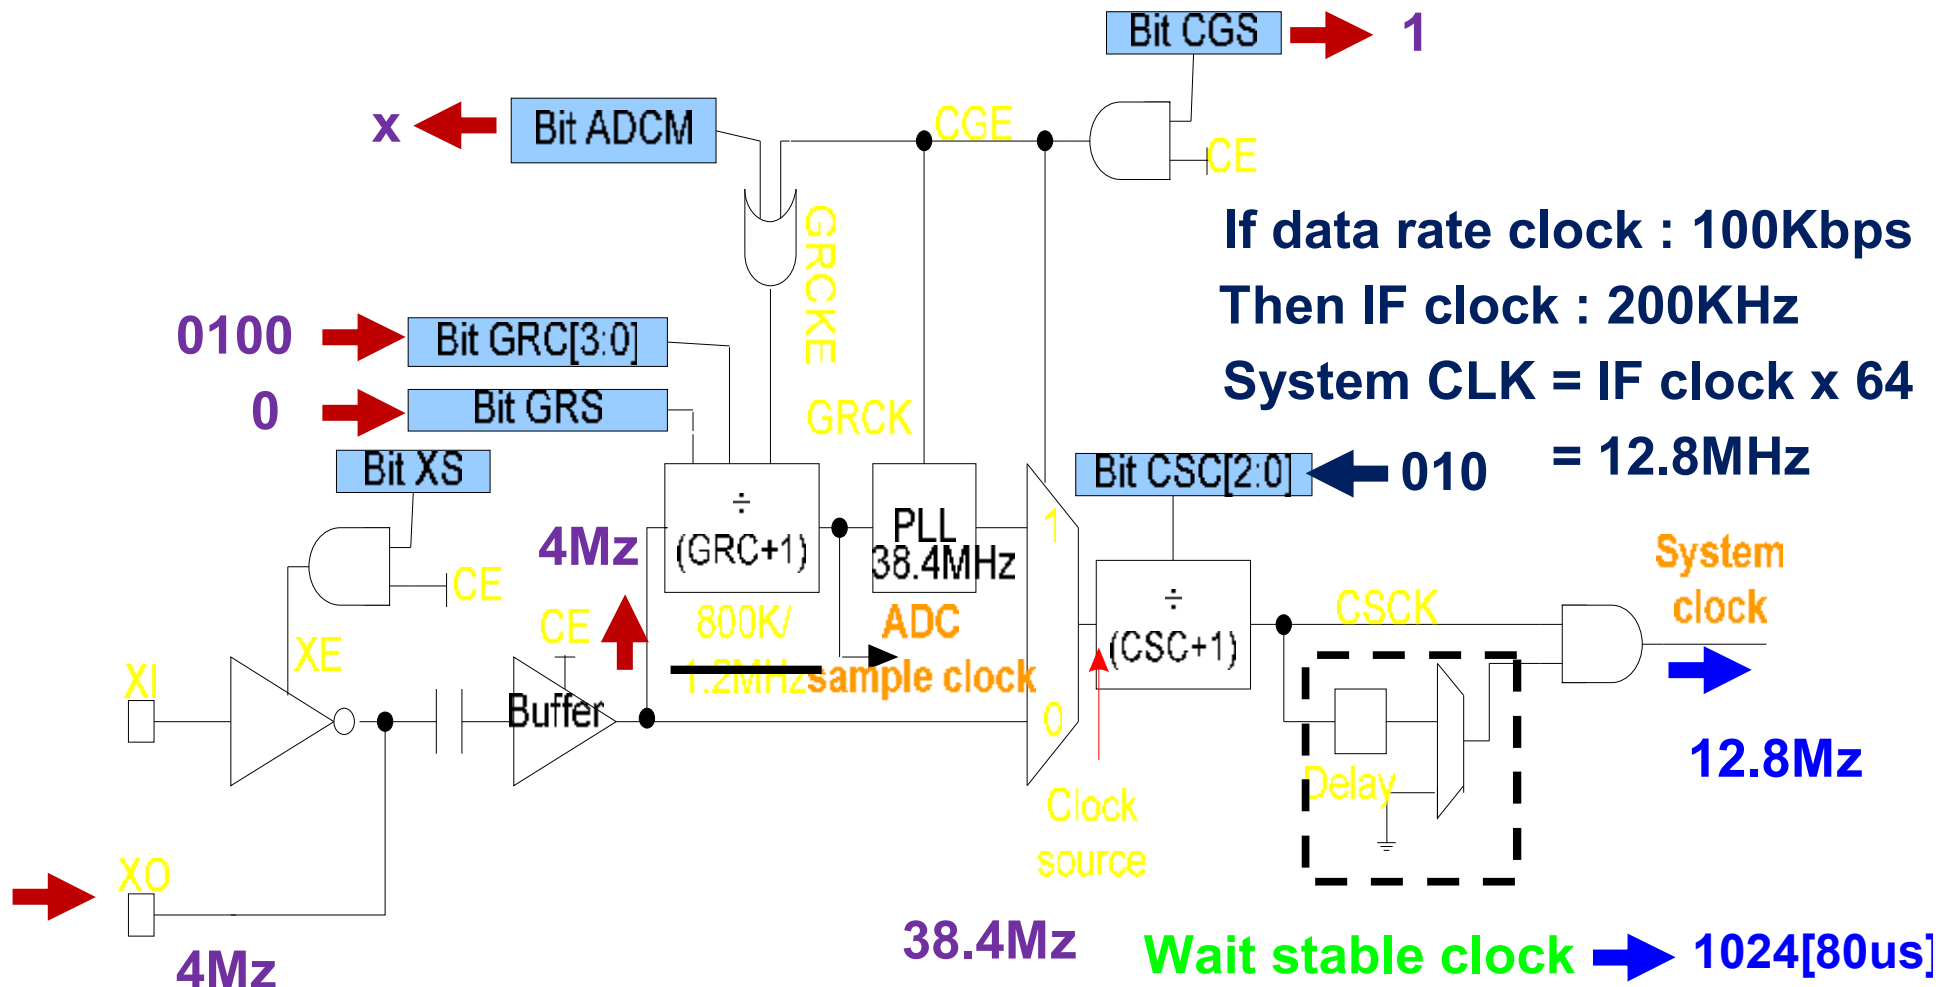 Bit CGS
1
x
Bit ADCM
CGE
CE
GRCKE
If data rate clock : 100Kbps
Then IF clock : 200KHz
System CLK = IF clock x 64
= 12.8MHz
0100
Bit GRC[3:0]
0
Bit GRS
GRCK
Bit XS
Bit CSC[2:0]
010
÷
(GRC+1)
PLL
38.4MHz
1
4Mz
CE
CE
XE
800K/
1.2MHz
ADC
sample clock
÷
(CSC+1)
CSCK
System
clock
XI
Buffer
0
12.8Mz
Delay
Clock
source
XO
4Mz
38.4Mz
Wait stable clock
1024[80us]